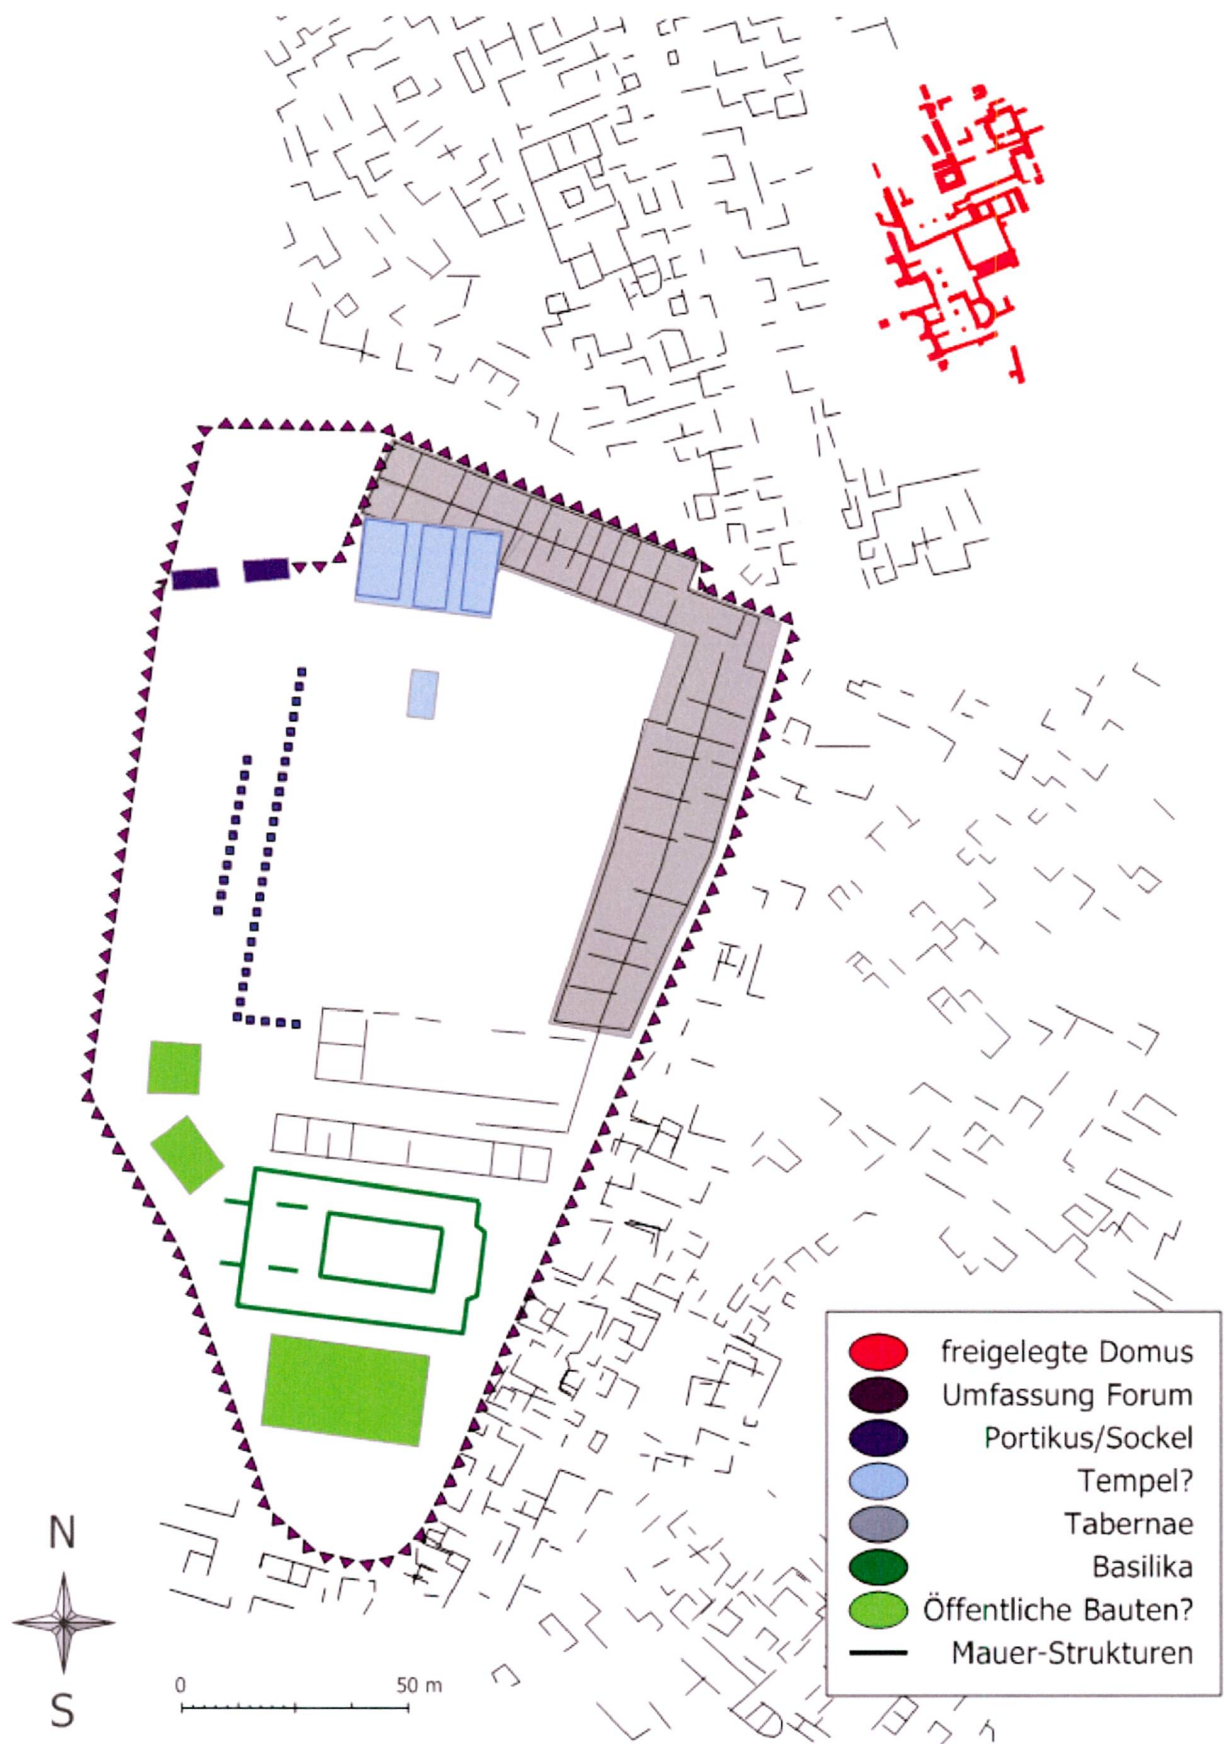 freigelegte Domus
Umfassung Forum
Portikus/Sockel
Tempel?
Tabernae
Basilika
Öffentliche Bauten?
Mauer-Strukturen
N
S
0 50 m